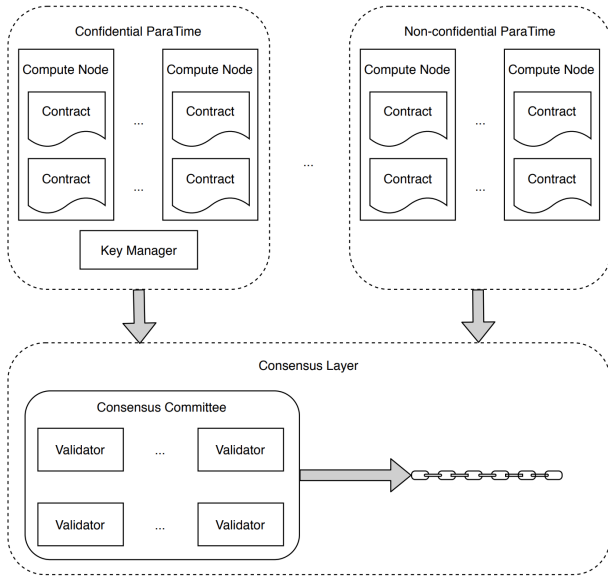 Confidential ParaTime
Non-confidential ParaTime
Compute Node
Compute Node
Compute Node
Compute Node
Contract
...
Contract
Contract
...
Contract
...
Contract
...
Contract
Contract
...
Contract
Key Manager
Consensus Layer
Consensus Committee
Validator
...
Validator
Validator
...
Validator